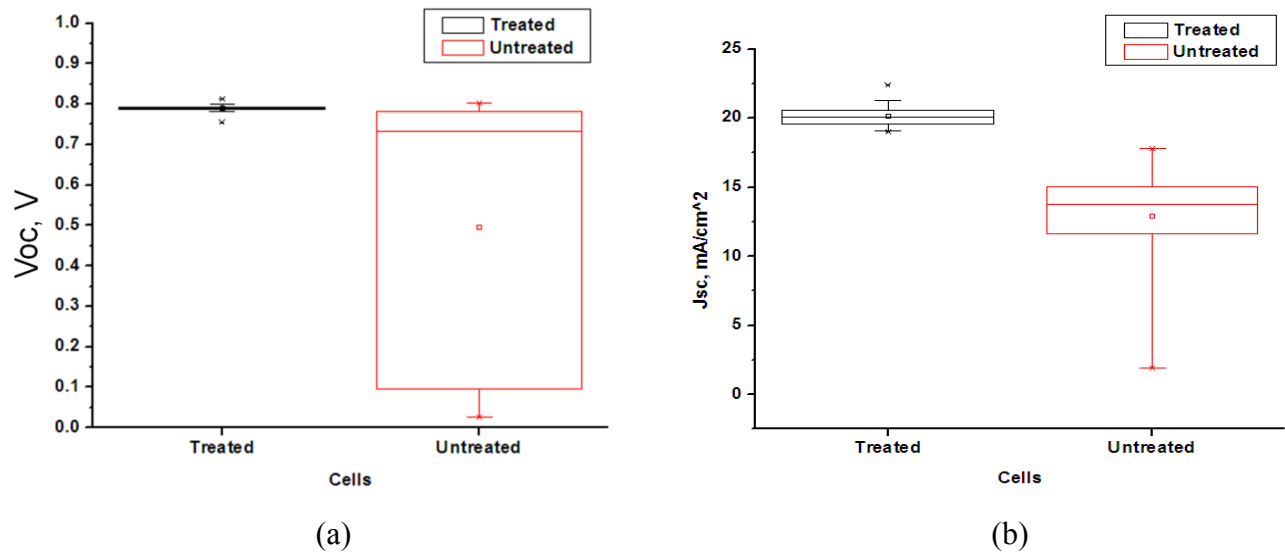 1.0
0.9
0.8
0.7
0.6
0.5
0.4
0.3
0.2
0.1
0.0
Voc, V
Treated
Untreated
Treated Untreated
Cells
(a)
25
20
15
10
5
0
Jsc, mA/cm^2
Treated
Untreated
Treated Untreated
Cells
(b)